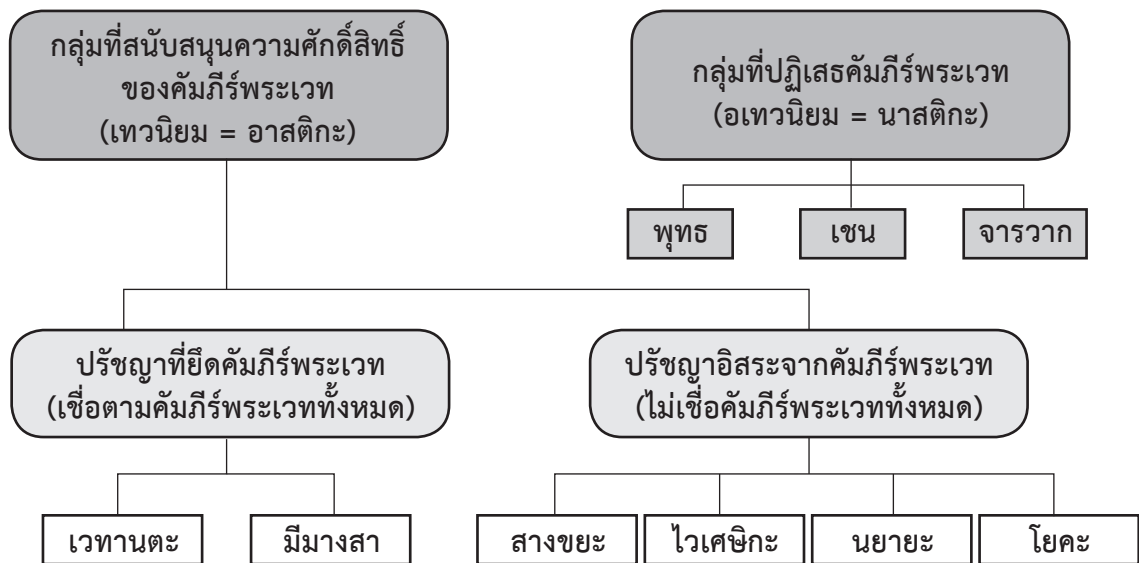 กลุ่มที่สนับสนุนความศักดิ์สิทธิ์
ของคัมภีร์พระเวท
(เทวนิยม = อาสติกะ)
กลุ่มที่ปฏิเสธคัมภีร์พระเวท
(อเทวนิยม = นาสติกะ)
พุทธ
เชน
จารวาก
ปรัชญาที่ยึดคัมภีร์พระเวท
(เชื่อตามคัมภีร์พระเวททั้งหมด)
ปรัชญาอิสระจากคัมภีร์พระเวท
(ไม่เชื่อคัมภีร์พระเวททั้งหมด)
เวทานตะ
มีมางสา
สางขยะ
ไวเศษิกะ
นยายะ
โยคะ